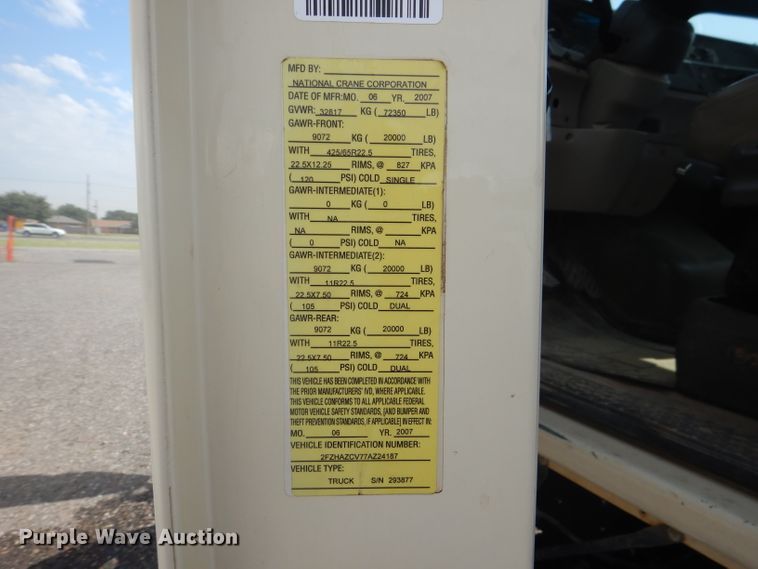 MFD BY:
NATIONAL CRANE CORPORATION
DATE OF MFR:MO. 06 YR. 2007
GVWR: 32817 KG ( 72350 LB)
GAWR-FRONT:
9072 KG ( 20000 LB)
WITH 425/65R22.5 TIRES,
22.5X12.25 RIMS, @ 827 KPA
( 120 PSI) COLD SINGLE
GAWR-INTERMEDIATE(1):
0 KG ( 0 LB)
WITH NA TIRES,
NA RIMS, @ KPA
( 0 PSI) COLD NA
GAWR-INTERMEDIATE(2):
9072 KG ( 20000 LB)
WITH 11R22.5 TIRES,
22.5X7.50 RIMS, @ 724 KPA
( 105 PSI) COLD DUAL
GAWR-REAR:
9072 KG ( 20000 LB)
WITH 11R22.5 TIRES,
22.5X7.50 RIMS, @ 724 KPA
( 105 PSI) COLD DUAL
THIS VEHICLE HAS BEEN COMPLETED IN ACCORDANCE WITH
THE PRIOR MANUFACTURERS' IVD, WHERE APPLICABLE.
THIS VEHICLE CONFORMS TO ALL APPLICABLE FEDERAL
MOTOR VEHICLE SAFETY STANDARDS, [AND BUMPER AND
THEFT PREVENTION STANDARDS, IF APPLICABLE] IN EFFECT IN:
MO. 06 YR. 2007
VEHICLE IDENTIFICATION NUMBER:
2FZHAZCV77AZ24187
VEHICLE TYPE:
TRUCK S/N 293877
Purple Wave Auction